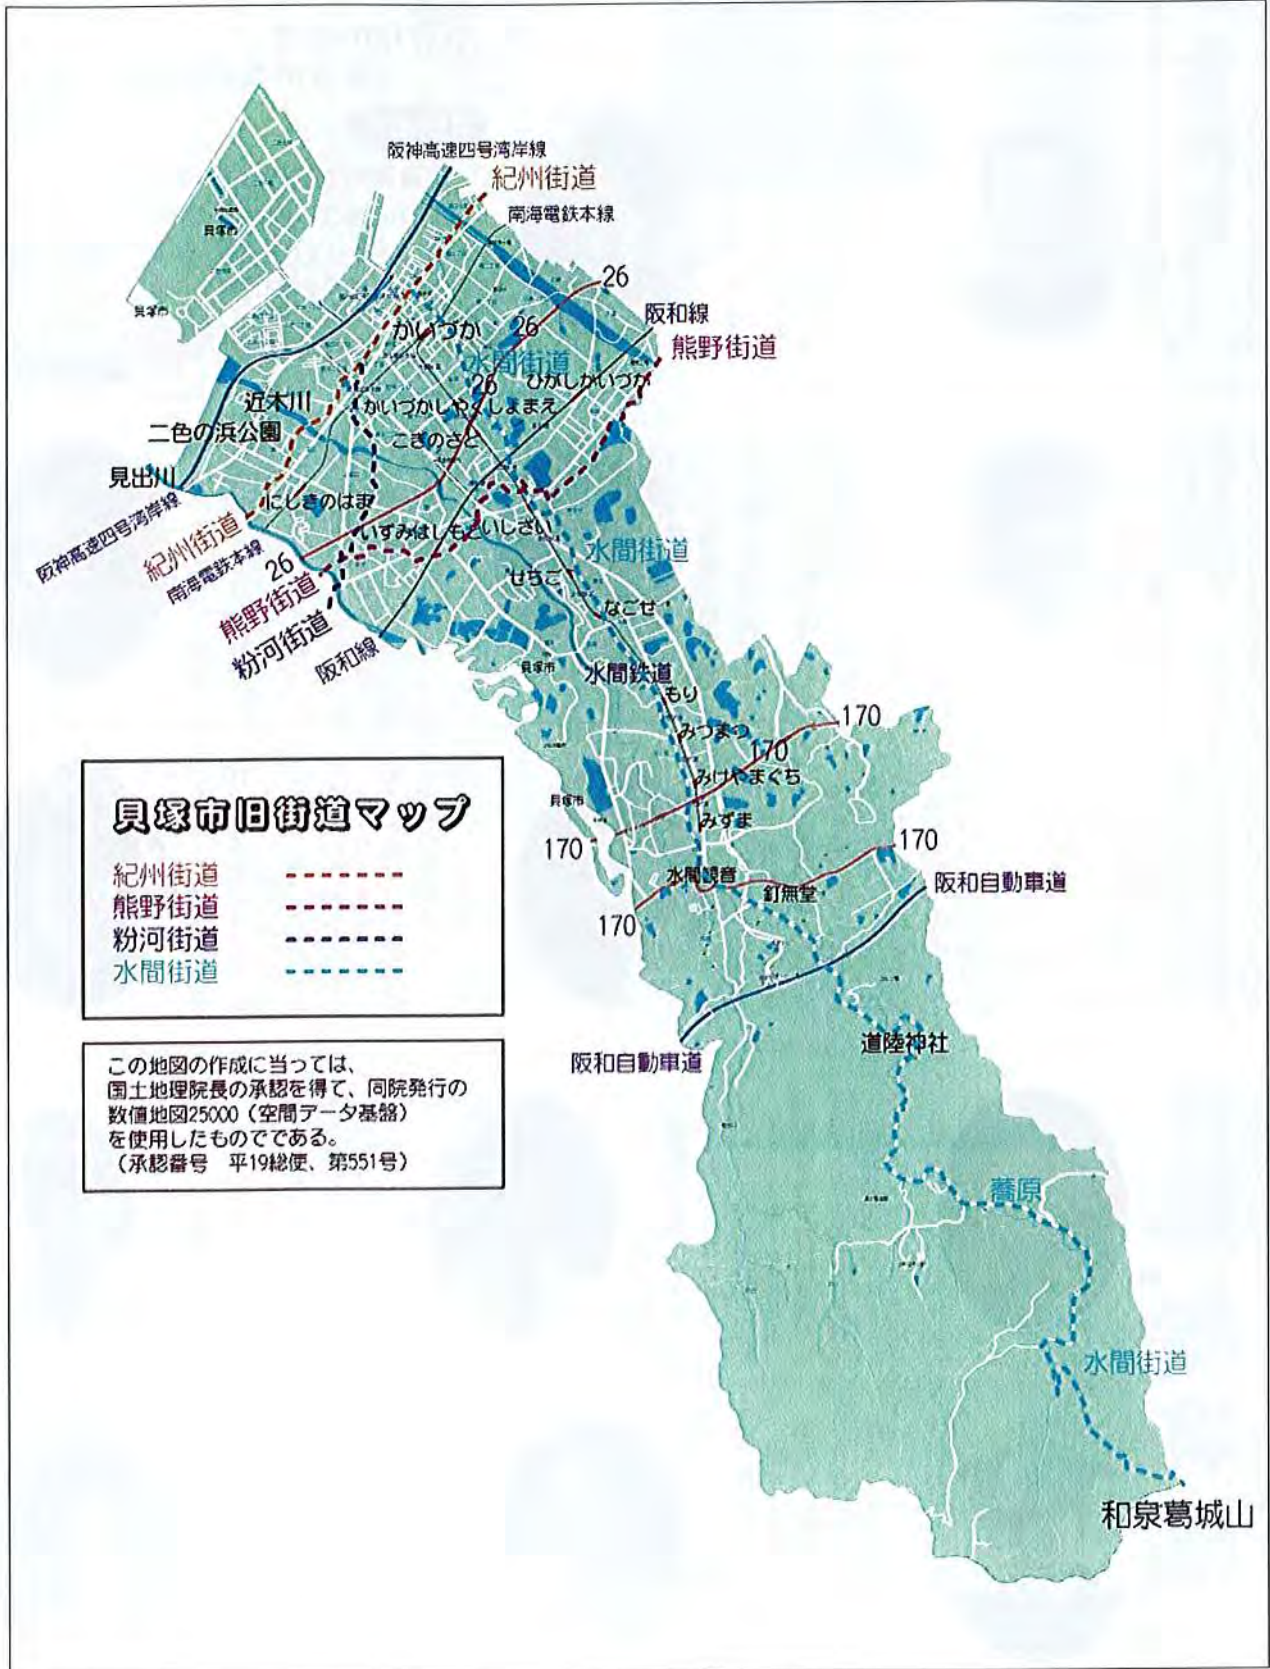 阪神高速四号湾岸線
紀州街道
南海電鉄本線
26
貝塚市
貝塚市
阪和線
熊野街道
かいづか
26
水間街道
26
ひがしかいづか
近木川
かいづかしやくしょまえ
二色の浜公園
こぎのさと
見出川
にしきのはま
阪神高速四号湾岸線
紀州街道
南海電鉄本線
26
いずみはしもと
いしざい
水間街道
熊野街道
せちご
粉河街道
なごせ
阪和線
貝塚市
水間鉄道
もり
みつまつ
170
170
みけやまぐち
貝塚市
みずま
170
170
水間観音
釘無堂
阪和自動車道
170
貝塚市旧街道マップ
紀州街道
熊野街道
粉河街道
水間街道
道陸神社
阪和自動車道
この地図の作成に当っては、
国土地理院長の承認を得て、同院発行の
数値地図25000（空間データ基盤）
を使用したものでである。
（承認番号　平19総使、第551号）
蕎原
水間街道
和泉葛城山